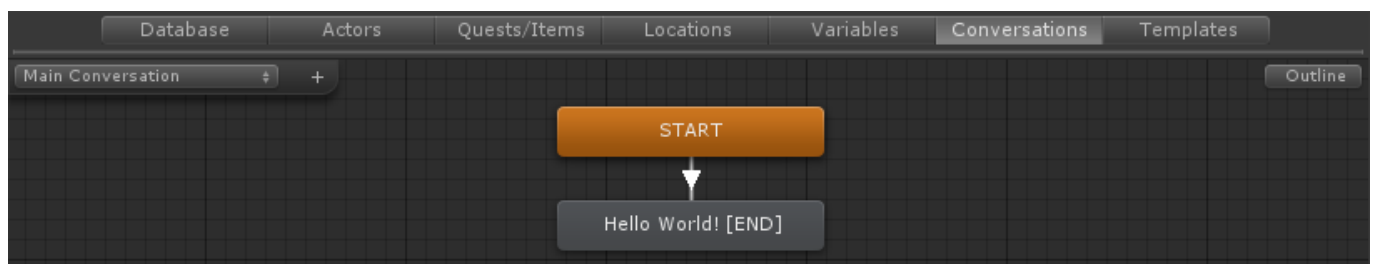 Database Actors Quests/Items Locations Variables Conversations Templates
Main Conversation + Outline
START
Hello World! [END]